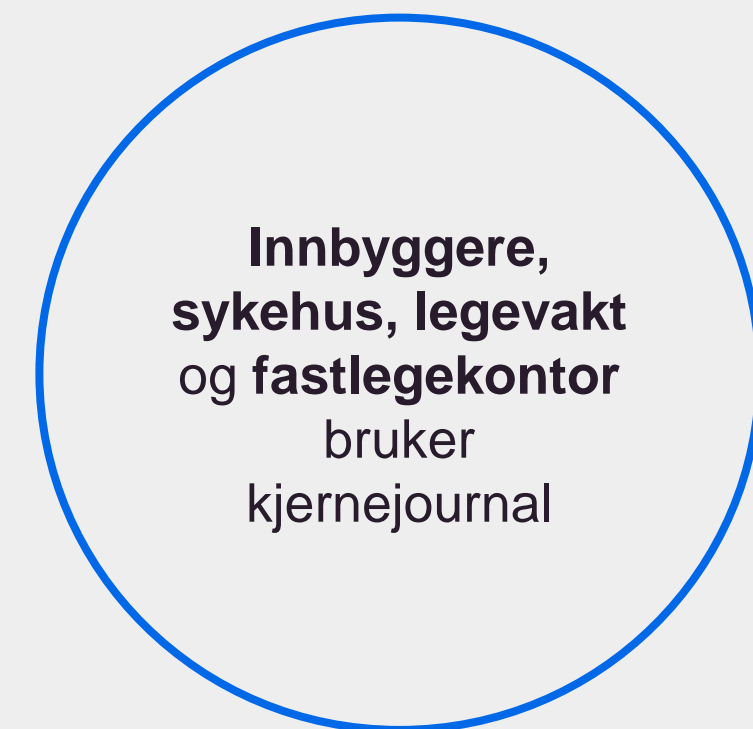 Innbyggere,
sykehus, legevakt
og fastlegekontor
bruker
kjernejournal